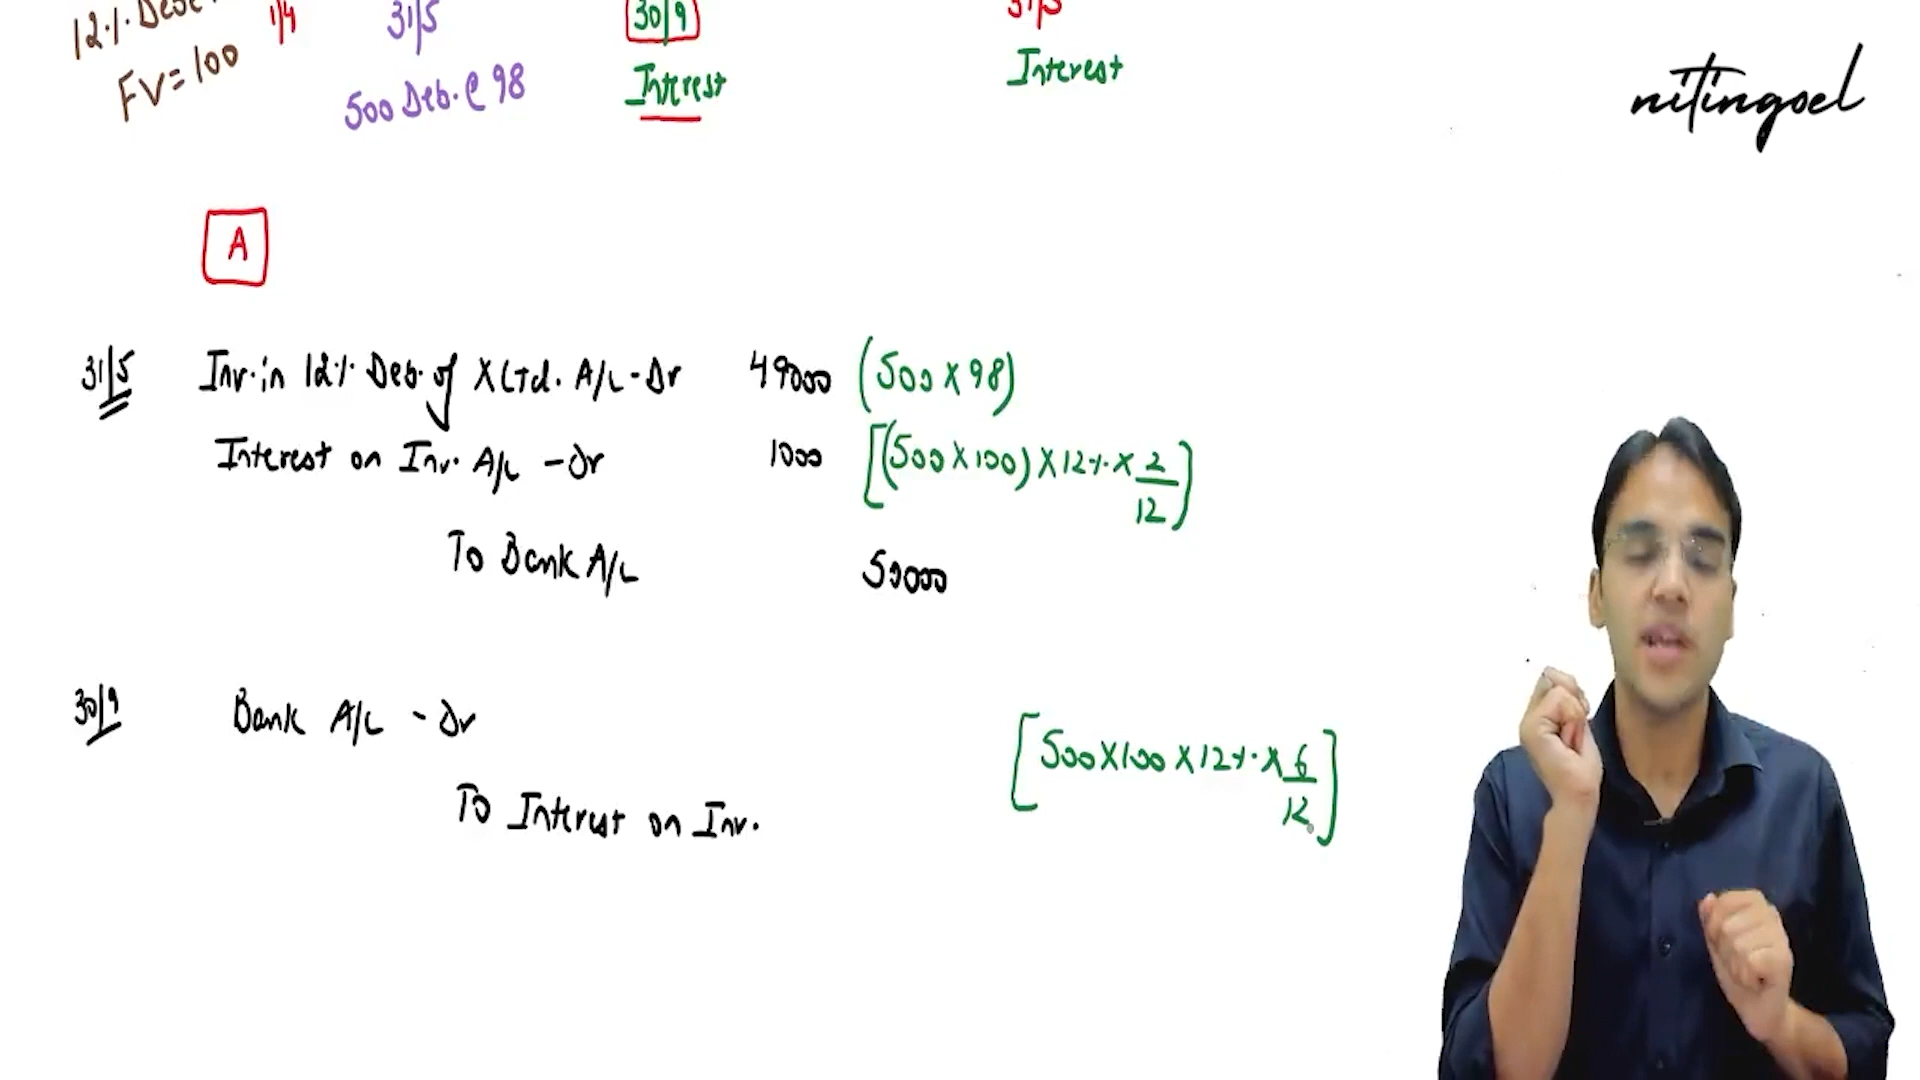 12% Deb
1/4
31/5
30/9
31/3
FV=100
500 Deb. @ 98
Interest
Interest
nitingoel
A
31/5 Inv. in 12% Deb. of X Ltd. A/c - Dr 49000 (500 X 98)
Interest on Inv. A/c - Dr 1000 [(500 X 100) X 12% X 2/12]
To Bank A/c 50000
30/9 Bank A/c - Dr
To Interest on Inv.
[500 X 100 X 12% X 6/12]